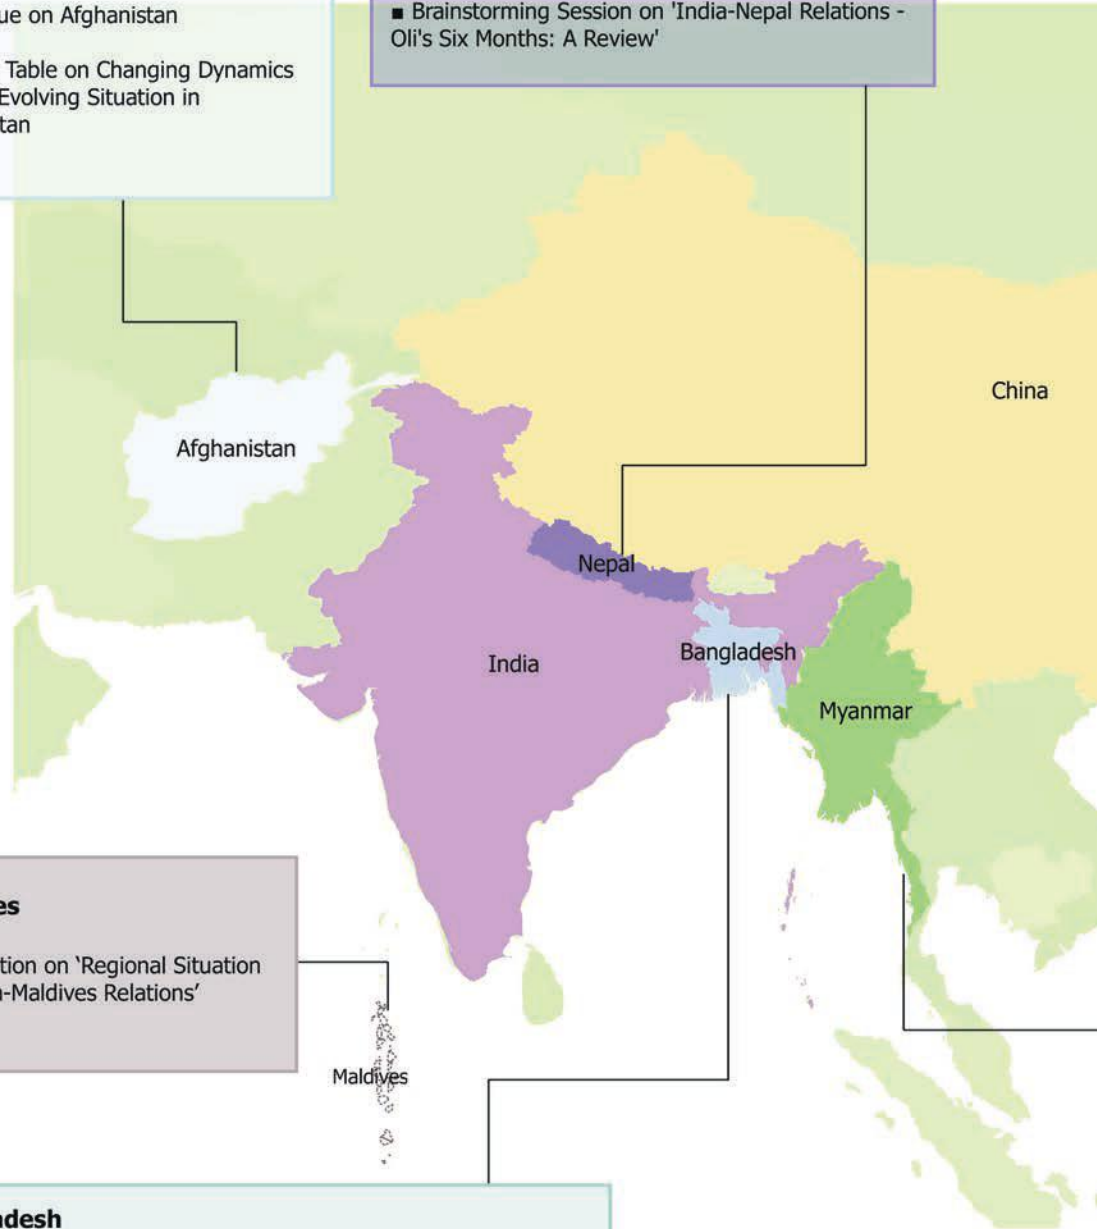 ue on Afghanistan
Table on Changing Dynamics
Evolving Situation in
tan
■ Brainstorming Session on 'India-Nepal Relations -
Oli's Six Months: A Review'
China
Afghanistan
Nepal
India
Bangladesh
Myanmar
es
tion on ‘Regional Situation
-Maldives Relations’
Maldives
adesh